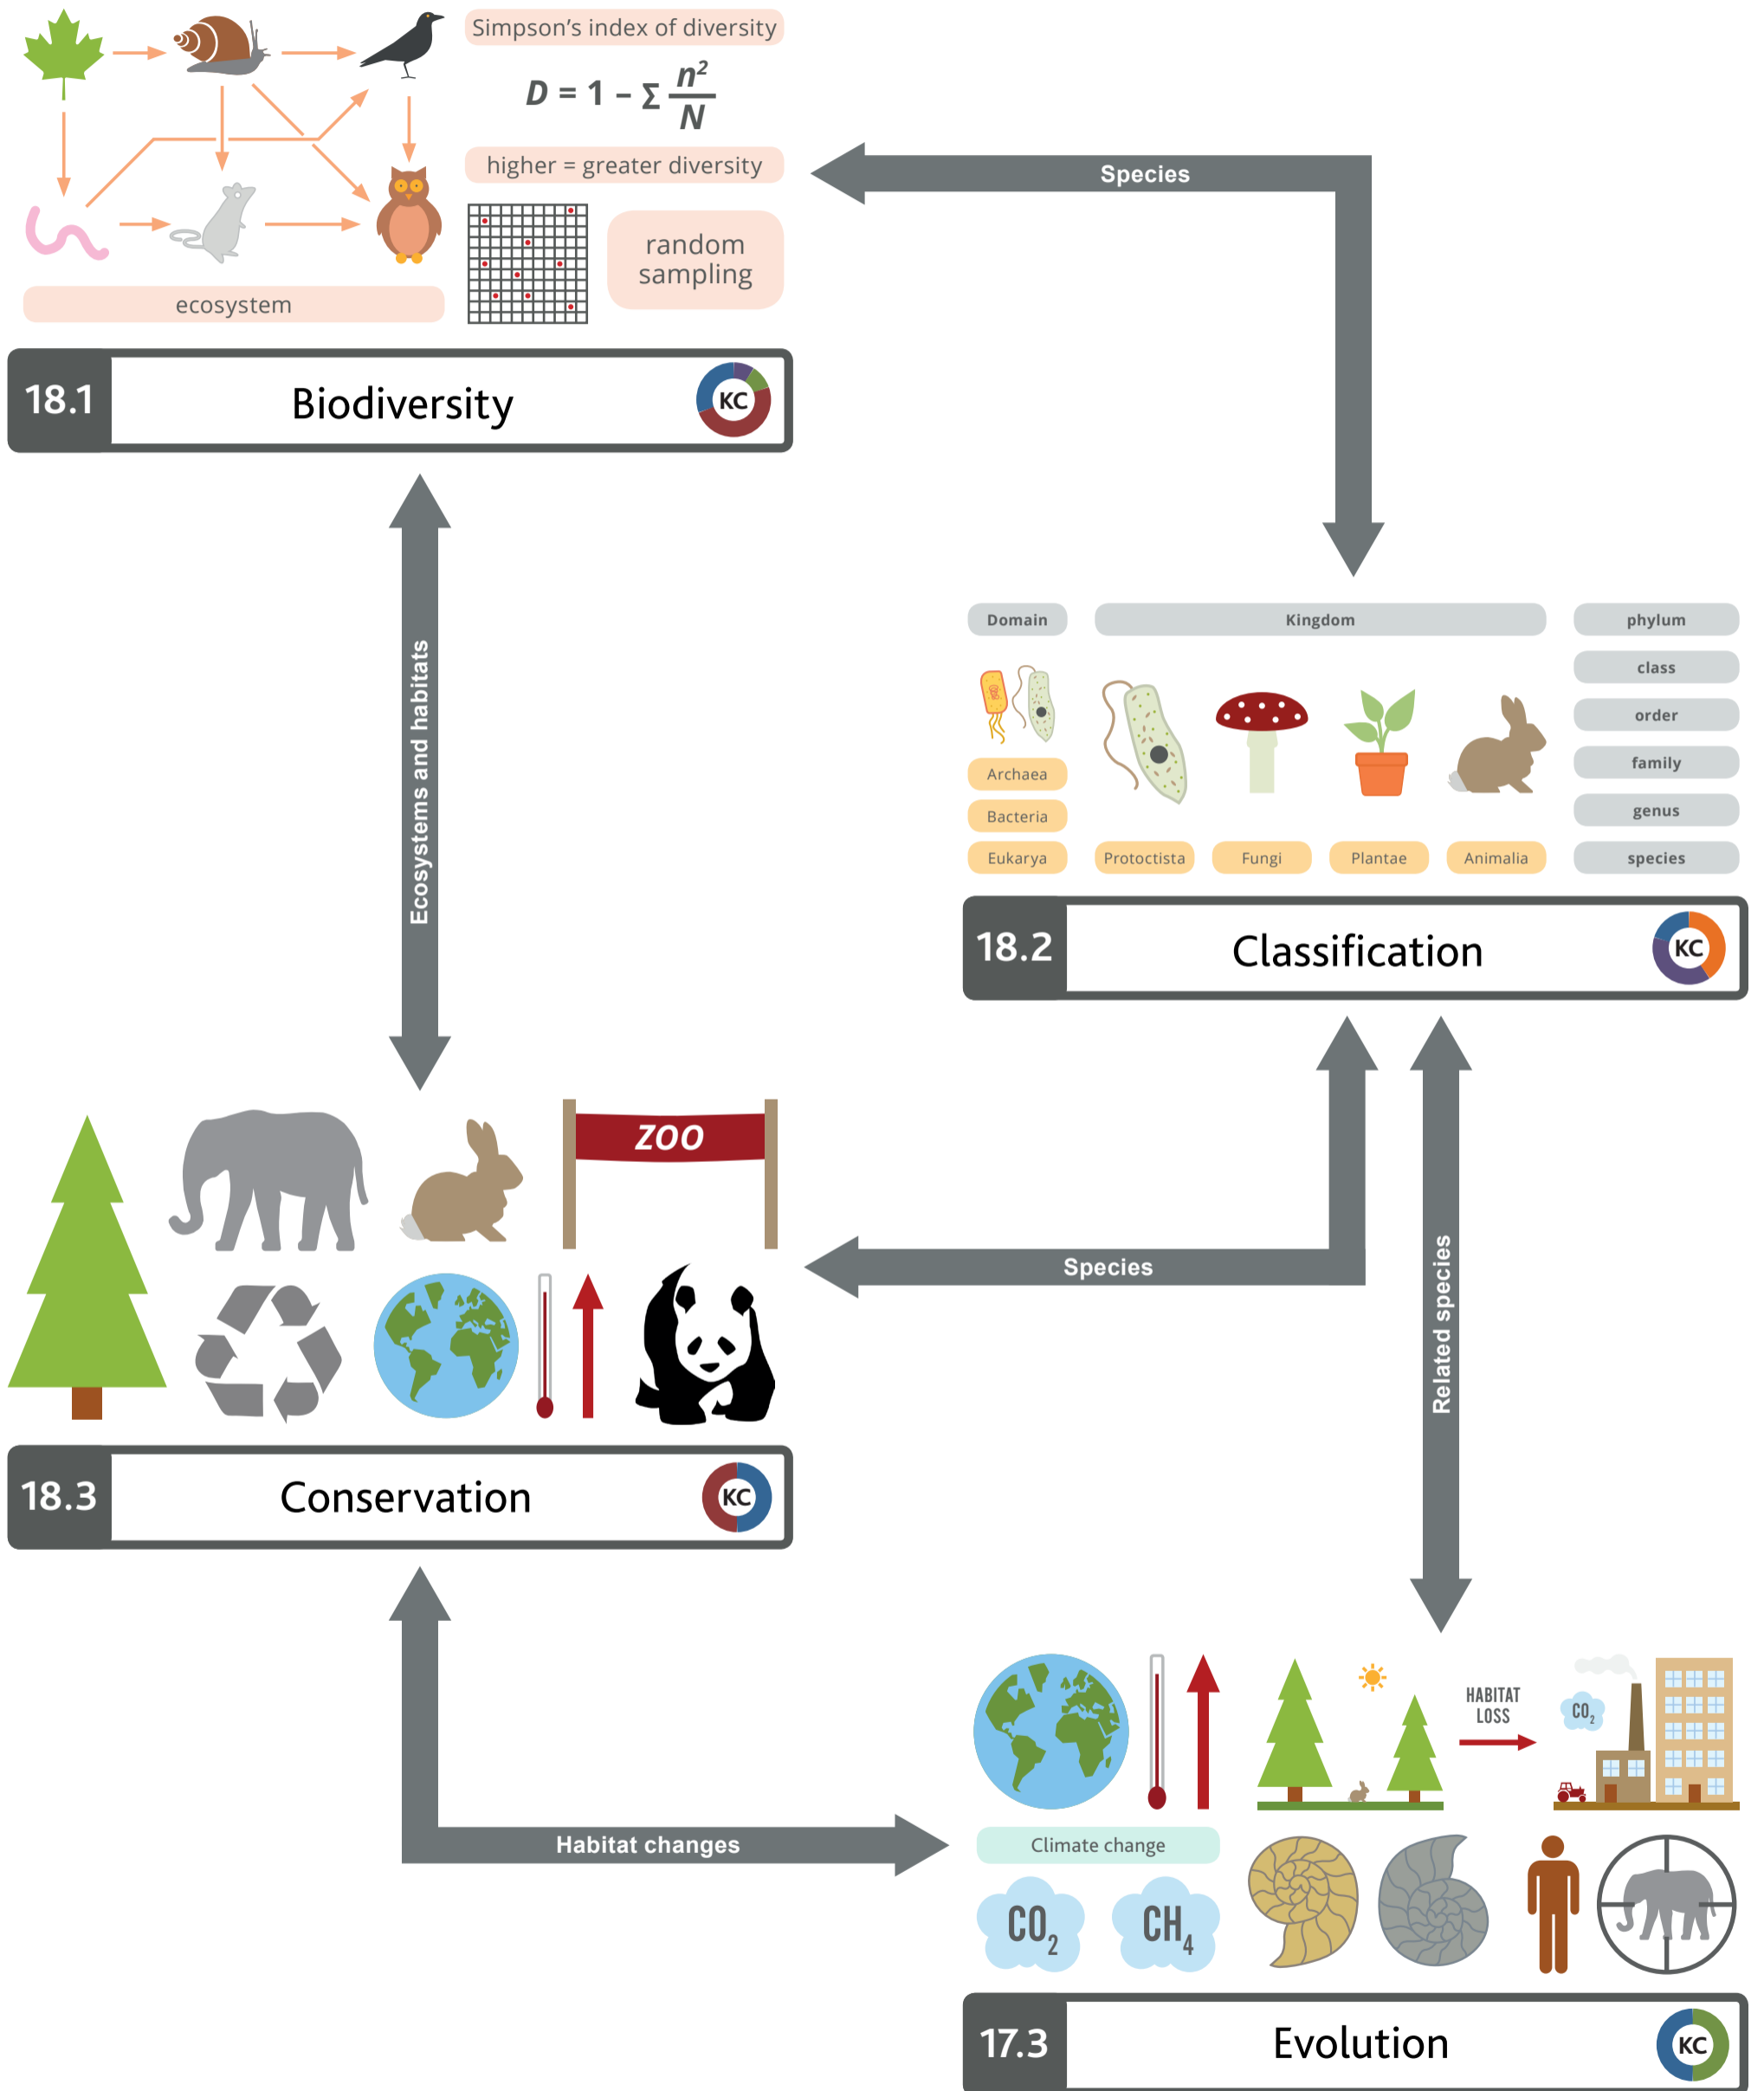 Simpson’s index of diversity
D = 1 – Σ n²/N
higher = greater diversity
random
sampling
ecosystem
18.1
Biodiversity
KC
Species
Ecosystems and habitats
Domain
Kingdom
phylum
class
order
family
genus
species
Archaea
Bacteria
Eukarya
Protoctista
Fungi
Plantae
Animalia
18.2
Classification
KC
ZOO
Species
Related species
18.3
Conservation
KC
Habitat changes
HABITAT
LOSS
CO₂
Climate change
CO₂
CH₄
17.3
Evolution
KC